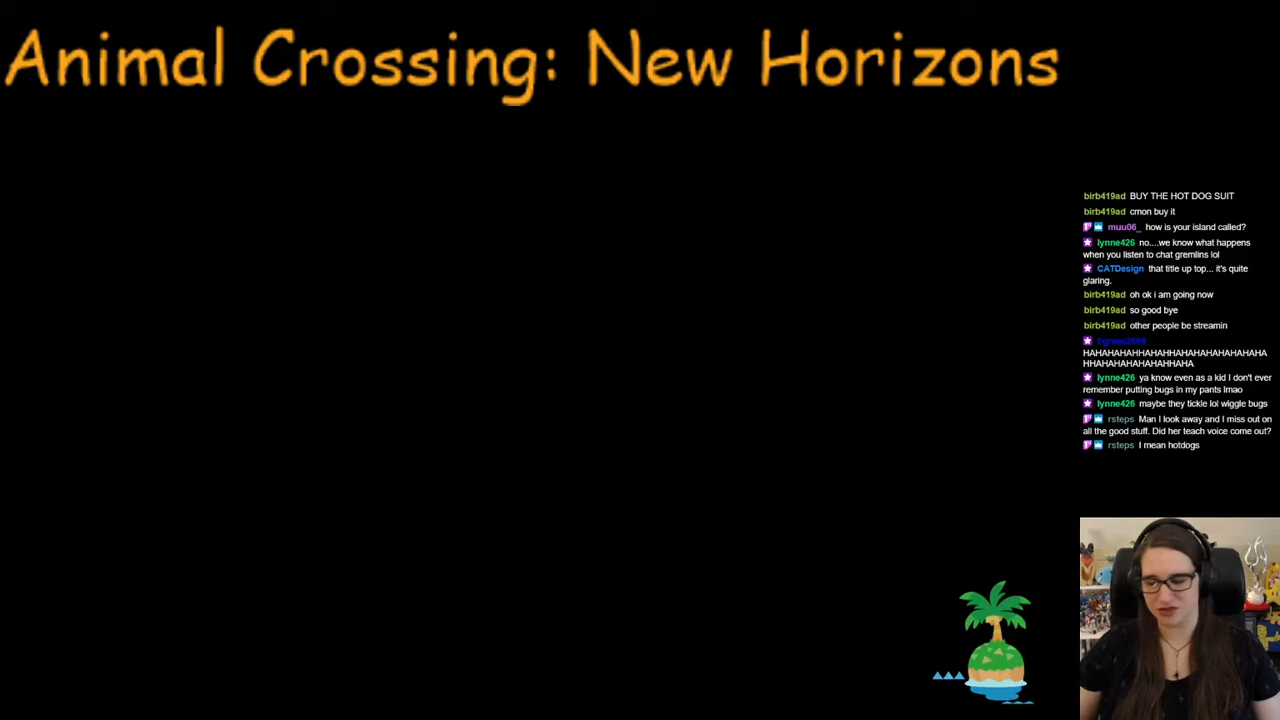 Animal Crossing: New Horizons
birb419ad BUY THE HOT DOG SUIT
birb419ad cmon buy it
muu06_ how is your island called?
lynne426 no....we know what happens
when you listen to chat gremlins lol
CATDesign that title up top... it's quite
glaring.
birb419ad oh ok i am going now
birb419ad so good bye
birb419ad other people be streamin
HAHAHAHAHHAHAHHAHAHAHAHAHAHA
HHAHAHAHAHAHAHHAHA
lynne426 ya know even as a kid I don't ever
remember putting bugs in my pants lmao
lynne426 maybe they tickle lol wiggle bugs
rsteps Man I look away and I miss out on
all the good stuff. Did her teach voice come out?
rsteps I mean hotdogs